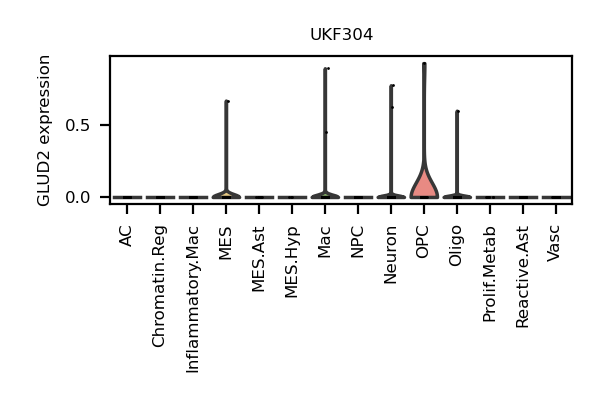 UKF304
GLUD2 expression
0.5
0.0
AC
Chromatin.Reg
Inflammatory.Mac
MES
MES.Ast
MES.Hyp
Mac
NPC
Neuron
OPC
Oligo
Prolif.Metab
Reactive.Ast
Vasc